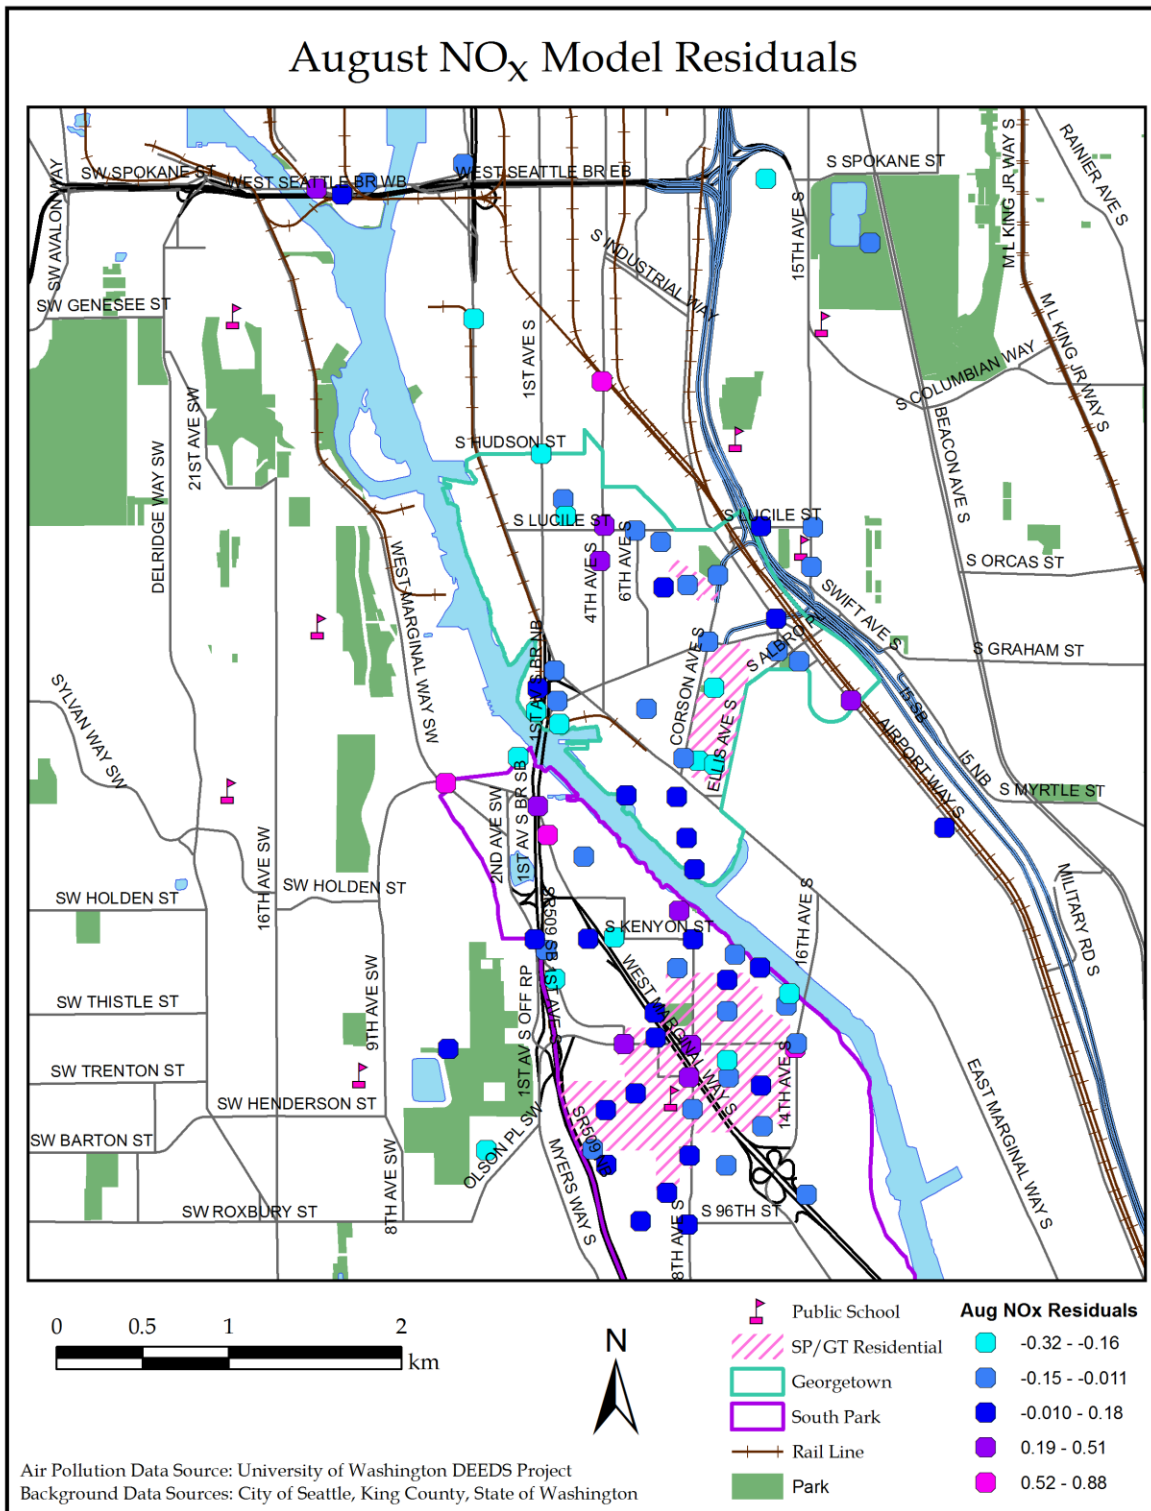 August NOX Model Residuals
SW SPOKANE ST
WEST SEATTLE BR WB
WEST SEATTLE BR EB
S SPOKANE ST
RAINIER AVE S
M L KING JR WAY S
SW AVALON WAY
15TH AVE S
S INDUSTRIAL WAY
SW GENESEE ST
1ST AVE S
M L KING JR WAY S
S COLUMBIAN WAY
21ST AVE SW
BEACON AVE S
S HUDSON ST
DELRIDGE WAY SW
S LUCILE ST
S LUCILE ST
WEST MARGINAL WAY SW
4TH AVE S
6TH AVE S
S ORCAS ST
SWIFT AVE S
CORSON AVE S
S ALBRO PL
S GRAHAM ST
1ST AV S BR NB
SYLVAN WAY SW
ELLIS AVE S
I5 SB
AIRPORT WAY S
I5 NB
S MYRTLE ST
2ND AVE SW
1ST AV S BR SB
16TH AVE SW
SW HOLDEN ST
SW HOLDEN ST
16TH AVE S
MILITARY RD S
S KENYON ST
SR509 SB
1ST AVE S
WEST MARGINAL WAY S
9TH AVE SW
SW THISTLE ST
1ST AV S OFF RP
SW TRENTON ST
14TH AVE S
EAST MARGINAL WAY S
SW HENDERSON ST
SW BARTON ST
OLSON PL SW
SR509 NB
MYERS WAY S
8TH AVE SW
SW ROXBURY ST
8TH AVE S
S 96TH ST
0 0.5 1 2
km
N
Public School
SP/GT Residential
Georgetown
South Park
Rail Line
Park
Aug NOx Residuals
-0.32 - -0.16
-0.15 - -0.011
-0.010 - 0.18
0.19 - 0.51
0.52 - 0.88
Air Pollution Data Source: University of Washington DEEDS Project
Background Data Sources: City of Seattle, King County, State of Washington